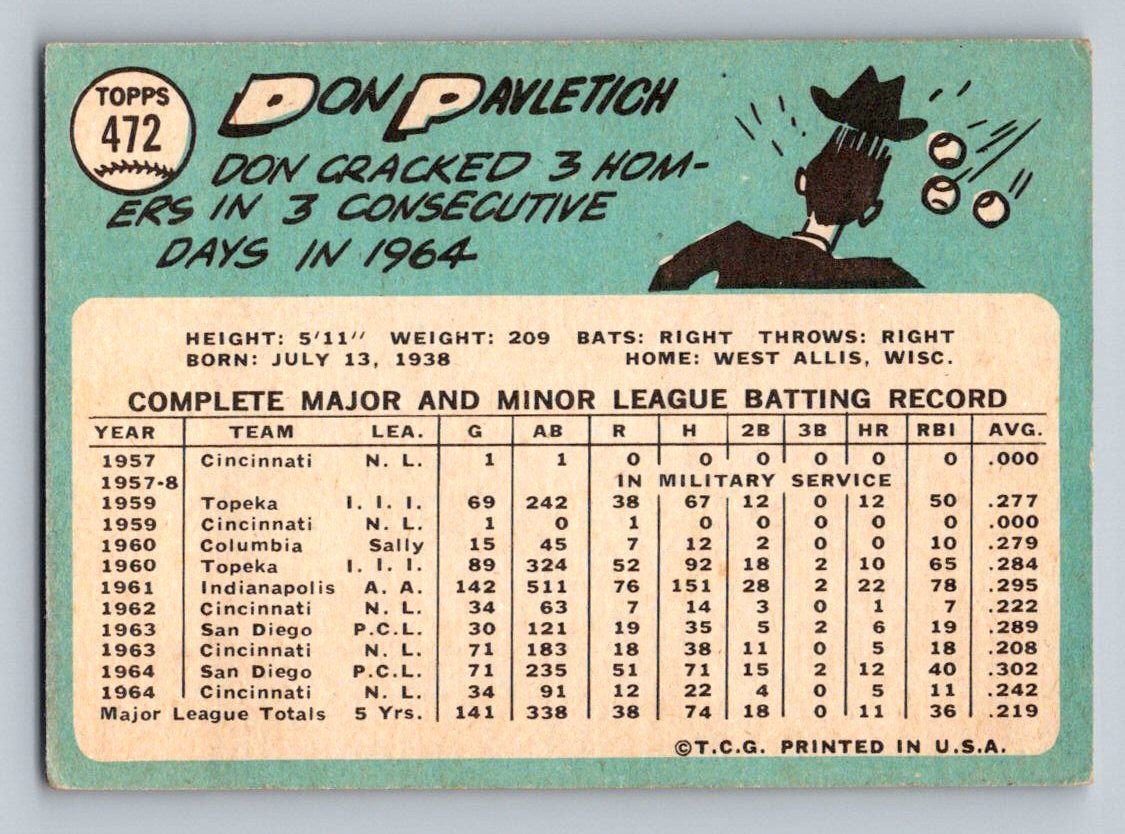 TOPPS
472
DON PAVLETICH
DON CRACKED 3 HOM-
ERS IN 3 CONSECUTIVE
DAYS IN 1964
HEIGHT: 5'11" WEIGHT: 209 BATS: RIGHT THROWS: RIGHT
BORN: JULY 13, 1938 HOME: WEST ALLIS, WISC.
COMPLETE MAJOR AND MINOR LEAGUE BATTING RECORD
YEAR TEAM LEA. G AB R H 2B 3B HR RBI AVG.
1957 Cincinnati N. L. 1 1 0 0 0 0 0 0 .000
1957-8 IN MILITARY SERVICE
1959 Topeka I. I. I. 69 242 38 67 12 0 12 50 .277
1959 Cincinnati N. L. 1 0 1 0 0 0 0 0 .000
1960 Columbia Sally 15 45 7 12 2 0 0 10 .279
1960 Topeka I. I. I. 89 324 52 92 18 2 10 65 .284
1961 Indianapolis A. A. 142 511 76 151 28 2 22 78 .295
1962 Cincinnati N. L. 34 63 7 14 3 0 1 7 .222
1963 San Diego P.C.L. 30 121 19 35 5 2 6 19 .289
1963 Cincinnati N. L. 71 183 18 38 11 0 5 18 .208
1964 San Diego P.C.L. 71 235 51 71 15 2 12 40 .302
1964 Cincinnati N. L. 34 91 12 22 4 0 5 11 .242
Major League Totals 5 Yrs. 141 338 38 74 18 0 11 36 .219
©T.C.G. PRINTED IN U.S.A.